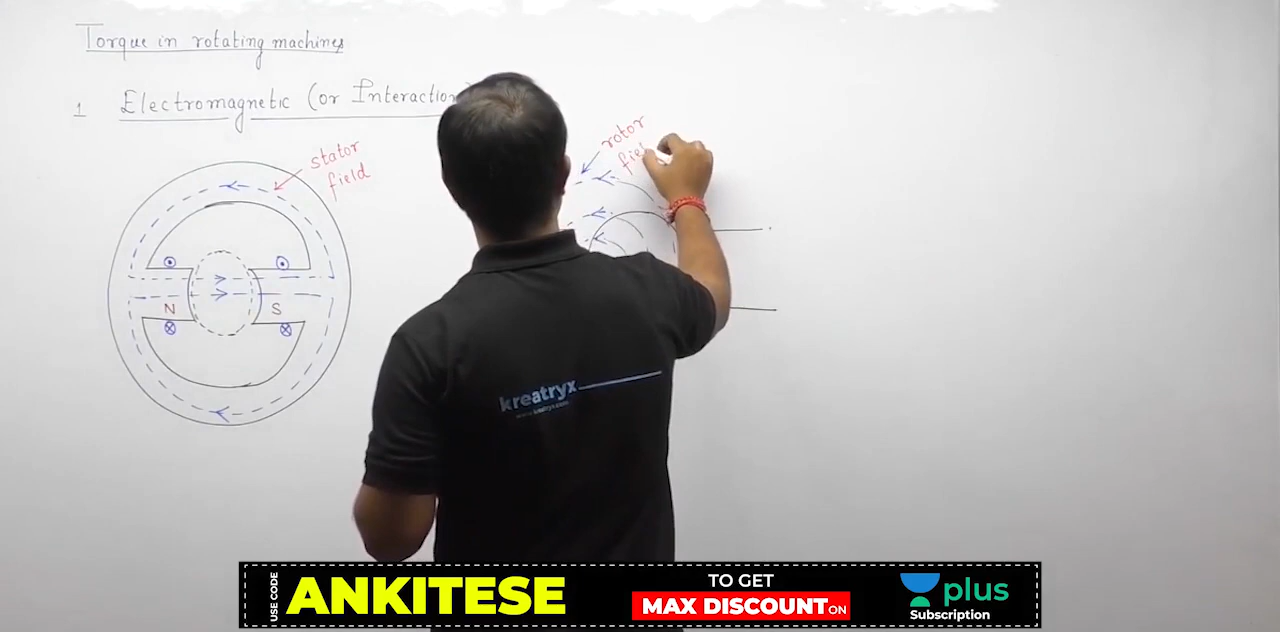 Torque in rotating machines
1 Electromagnetic (or Interaction
stator
field
rotor
N
S
kreatryx
USE CODE
ANKITESE
TO GET
MAX DISCOUNT ON
plus
Subscription